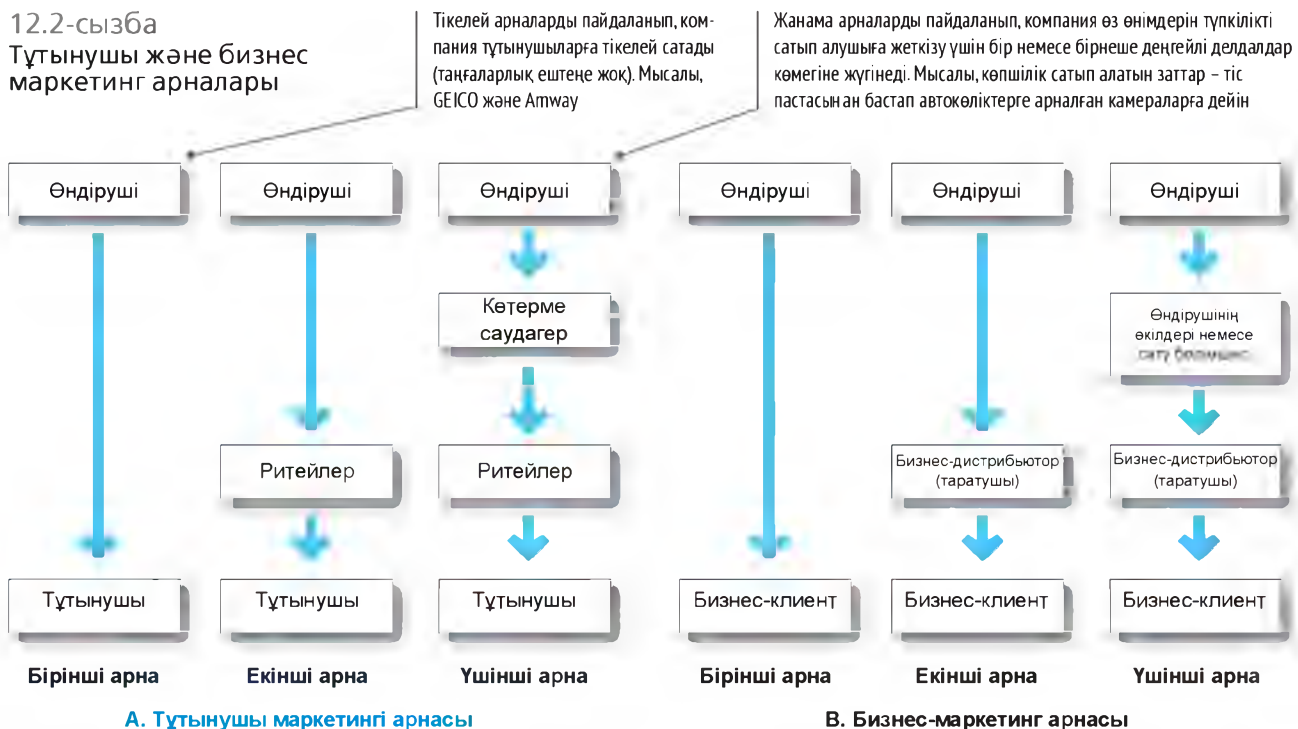 12.2-сызба
Тұтынушы және бизнес
маркетинг арналары
Тікелей арналарды пайдаланып, ком-
пания тұтынушыларға тікелей сатады
(таңғаларлық ештеңе жоқ). Мысалы,
GEICO және Amway
Жанама арналарды пайдаланып, компания өз өнімдерін түпкілікті
сатып алушыға жеткізу үшін бір немесе бірнеше деңгейлі делдалдар
көмегіне жүгінеді. Мысалы, көпшілік сатып алатын заттар – тіс
пастасынан бастап автокөліктерге арналған камераларға дейін
Өндіруші
Өндіруші
Өндіруші
Өндіруші
Өндіруші
Өндіруші
Көтерме
саудагер
Өндірушінің
өкілдері немесе
сату
Ритейлер
Ритейлер
Бизнес-дистрибьютор
(таратушы)
Бизнес-дистрибьютор
(таратушы)
Тұтынушы
Тұтынушы
Тұтынушы
Бизнес-клиент
Бизнес-клиент
Бизнес-клиент
Бірінші арна
Екінші арна
Үшінші арна
Бірінші арна
Екінші арна
Үшінші арна
А. Тұтынушы маркетингі арнасы
В. Бизнес-маркетинг арнасы